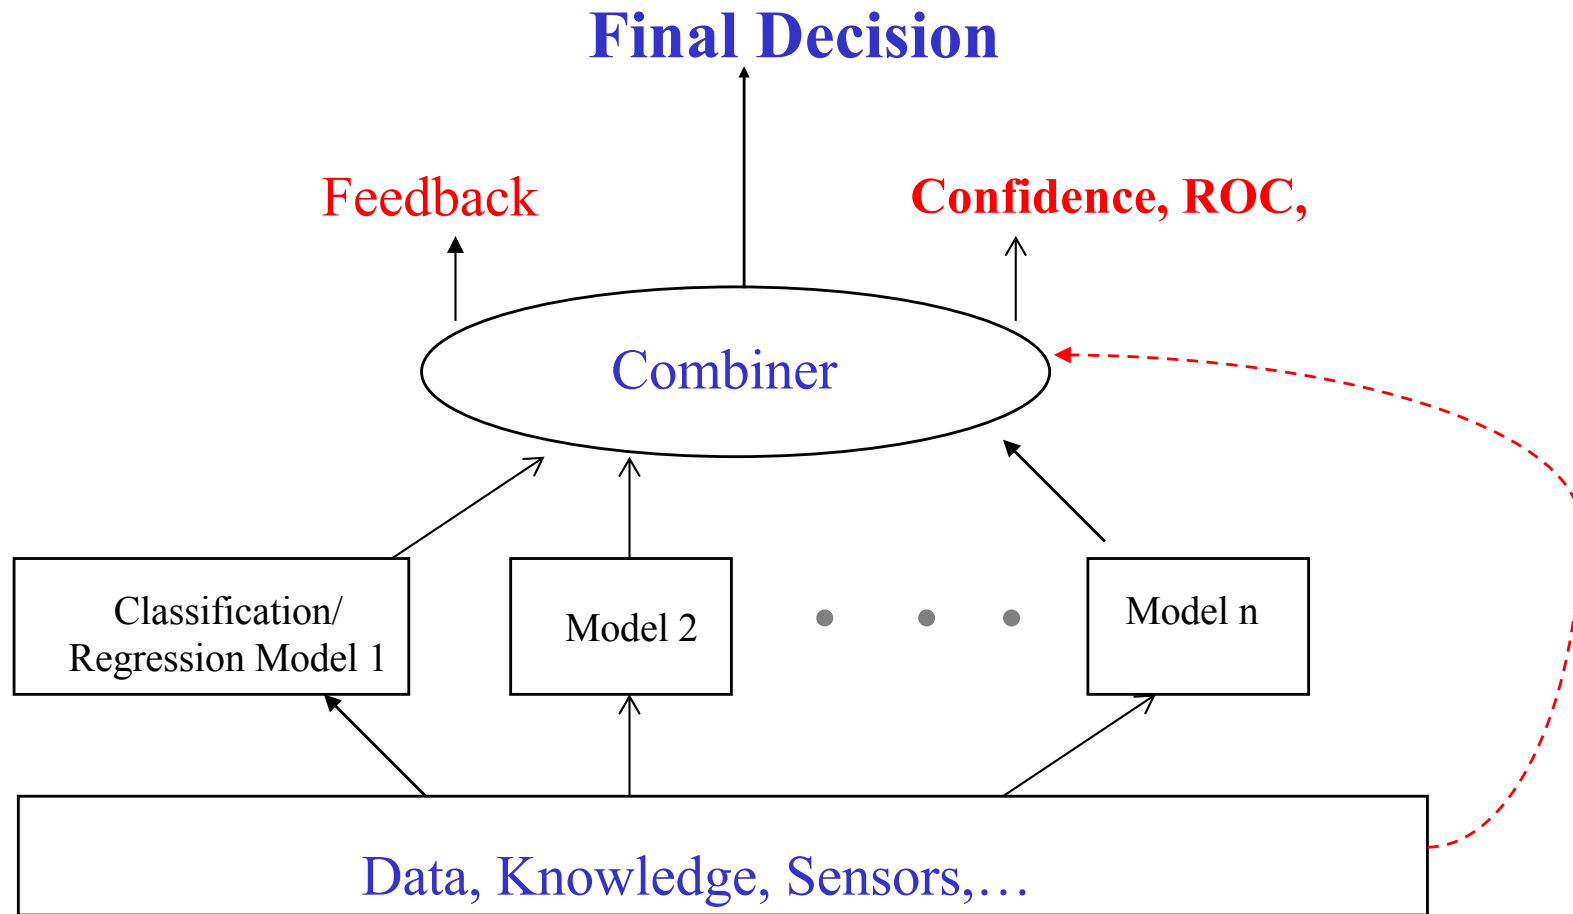 Final Decision
Feedback
Confidence, ROC,
Combiner
Classification/
Regression Model 1
Model 2
Model n
Data, Knowledge, Sensors,…